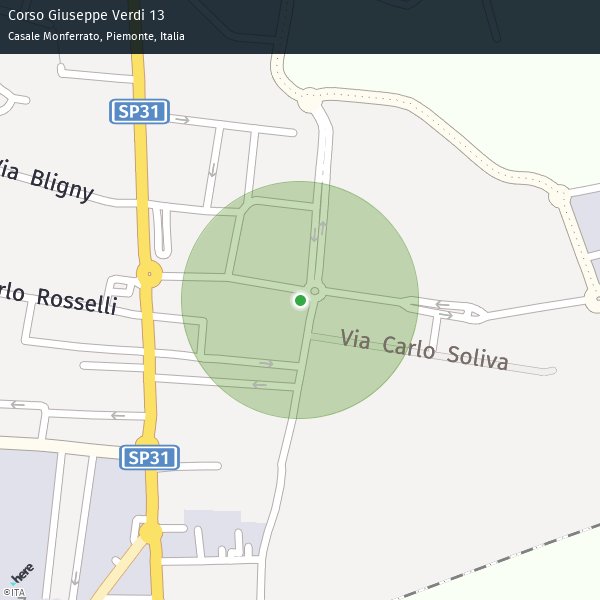 Corso Giuseppe Verdi 13
Casale Monferrato, Piemonte, Italia
SP31
Via Bligny
rlo Rosselli
Via Carlo Soliva
SP31
here
©ITA